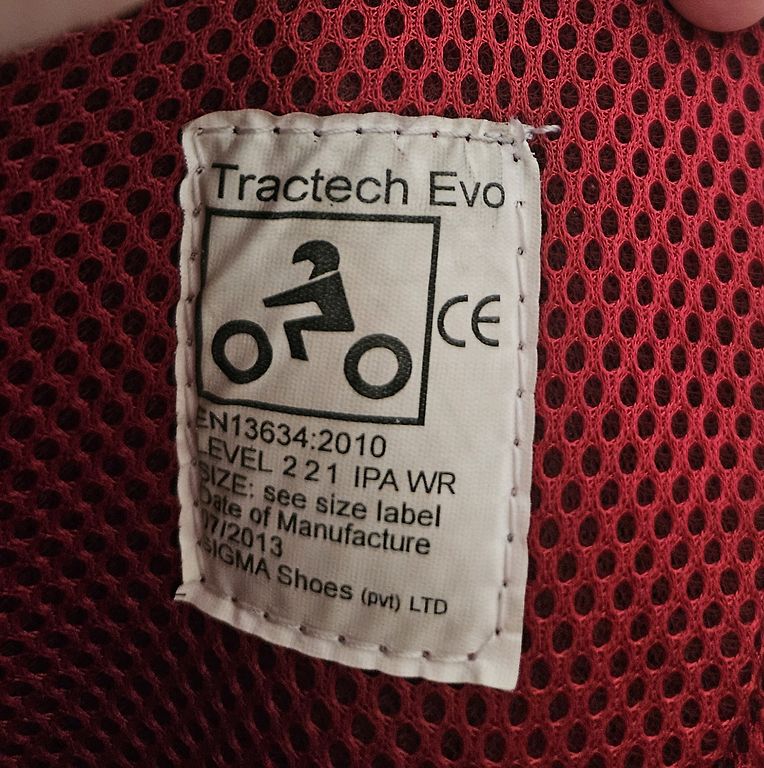 Tractech Evo
CE
EN13634:2010
LEVEL 2 2 1 IPA WR
SIZE: see size label
Date of Manufacture
07/2013
SIGMA Shoes (pvt) LTD